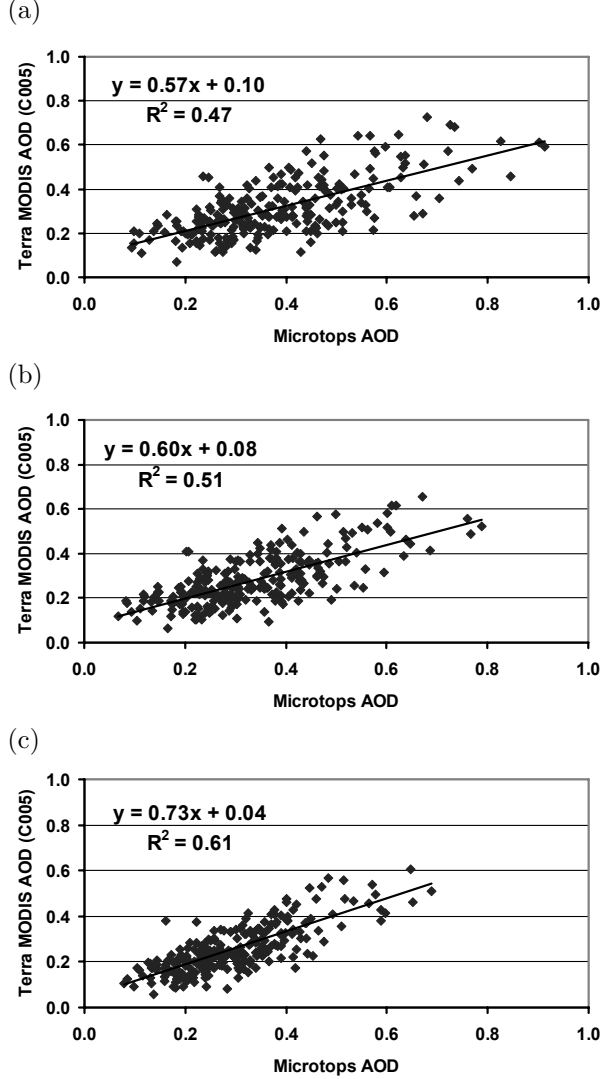 (a)
1.0
y = 0.57x + 0.10
R² = 0.47
0.8
0.6
0.4
0.2
0.0
Terra MODIS AOD (C005)
0.0 0.2 0.4 0.6 0.8 1.0
Microtops AOD
(b)
1.0
y = 0.60x + 0.08
R² = 0.51
0.8
0.6
0.4
0.2
0.0
Terra MODIS AOD (C005)
0.0 0.2 0.4 0.6 0.8 1.0
Microtops AOD
(c)
1.0
y = 0.73x + 0.04
R² = 0.61
0.8
0.6
0.4
0.2
0.0
Terra MODIS AOD (C005)
0.0 0.2 0.4 0.6 0.8 1.0
Microtops AOD